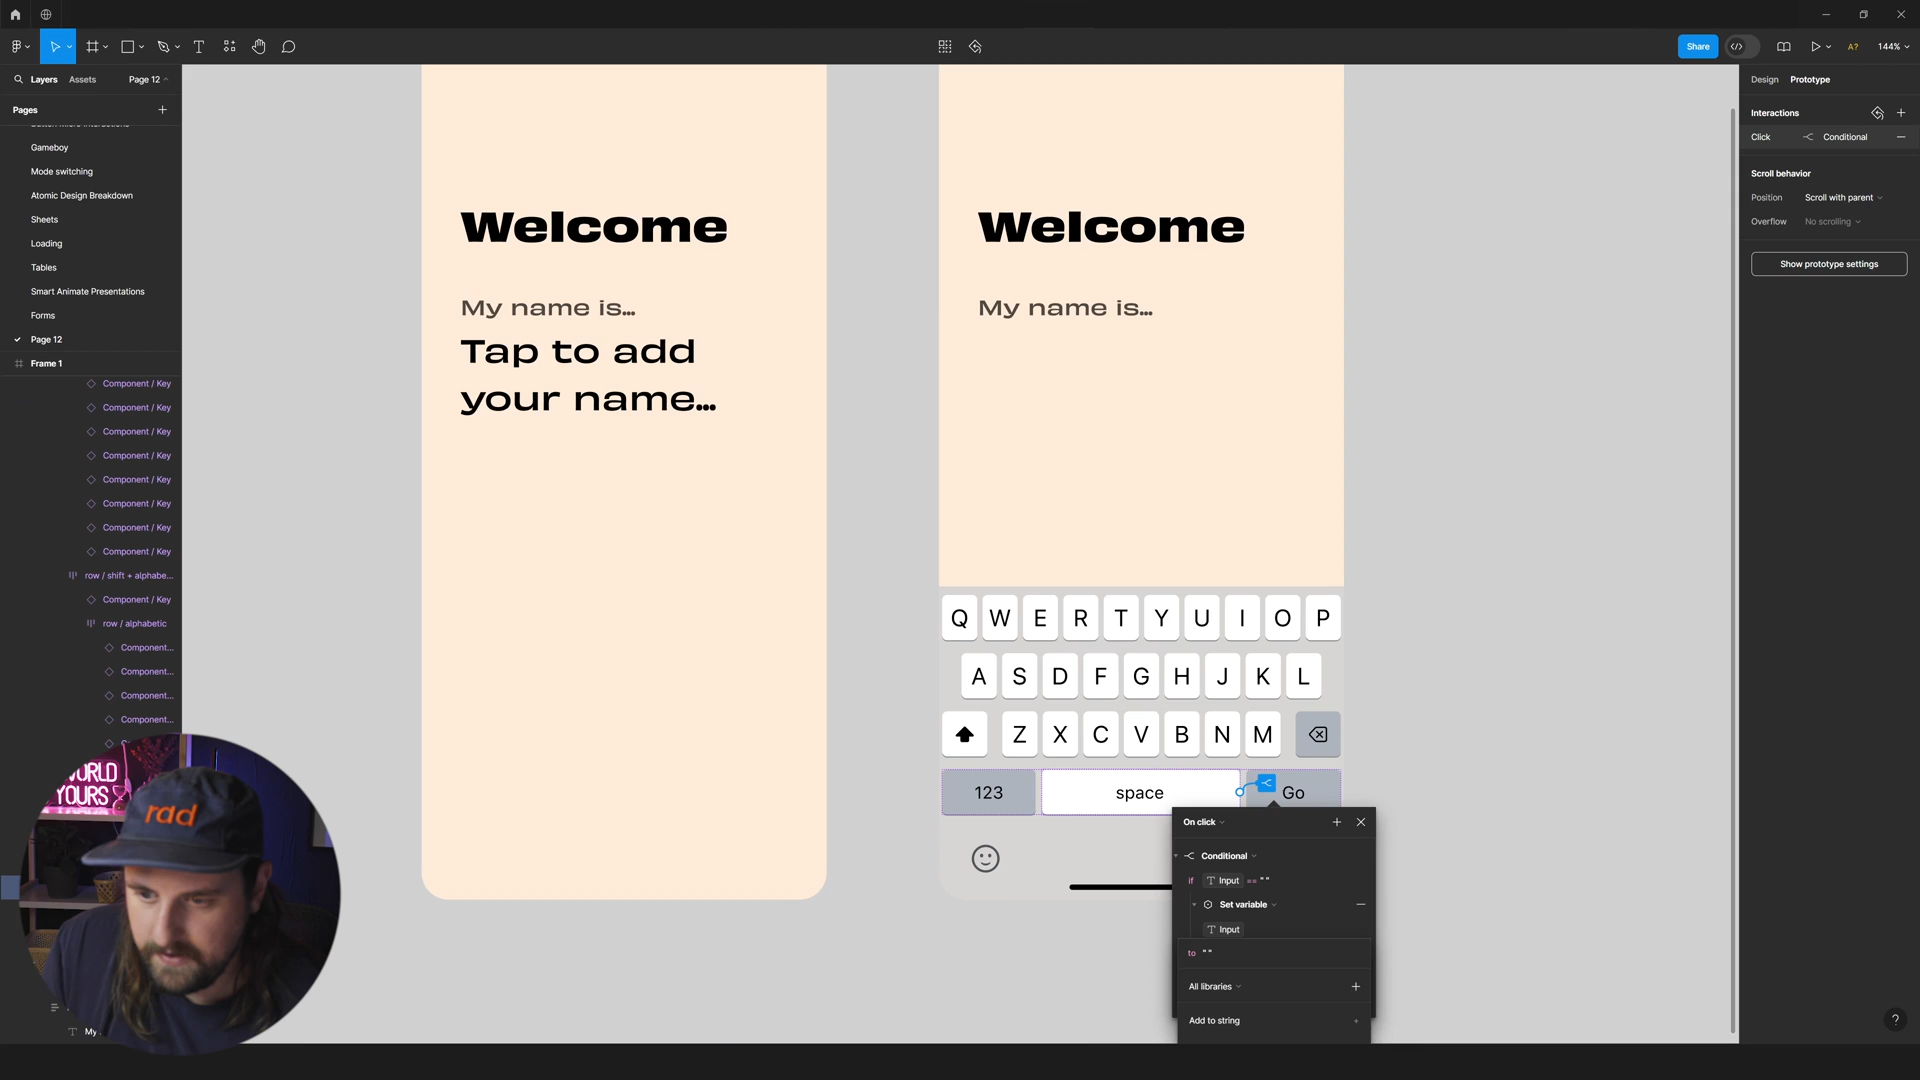 Share
A?
144%
Layers
Assets
Page 12
Pages
Gameboy
Mode switching
Atomic Design Breakdown
Sheets
Loading
Tables
Smart Animate Presentations
Forms
Page 12
Frame 1
Component / Key
Component / Key
Component / Key
Component / Key
Component / Key
Component / Key
Component / Key
Component / Key
row / shift + alphabe...
Component / Key
row / alphabetic
Component...
Component...
Component...
Component...
My
WORLD
YOURS
rad
Welcome
My name is...
Tap to add
your name...
Welcome
My name is...
Q W E R T Y U I O P
A S D F G H J K L
Z X C V B N M
123 space Go
On click
Conditional
if Input == " "
Set variable
Input
to " "
All libraries
Add to string
Design
Prototype
Interactions
Click
Conditional
Scroll behavior
Position
Scroll with parent
Overflow
No scrolling
Show prototype settings
?